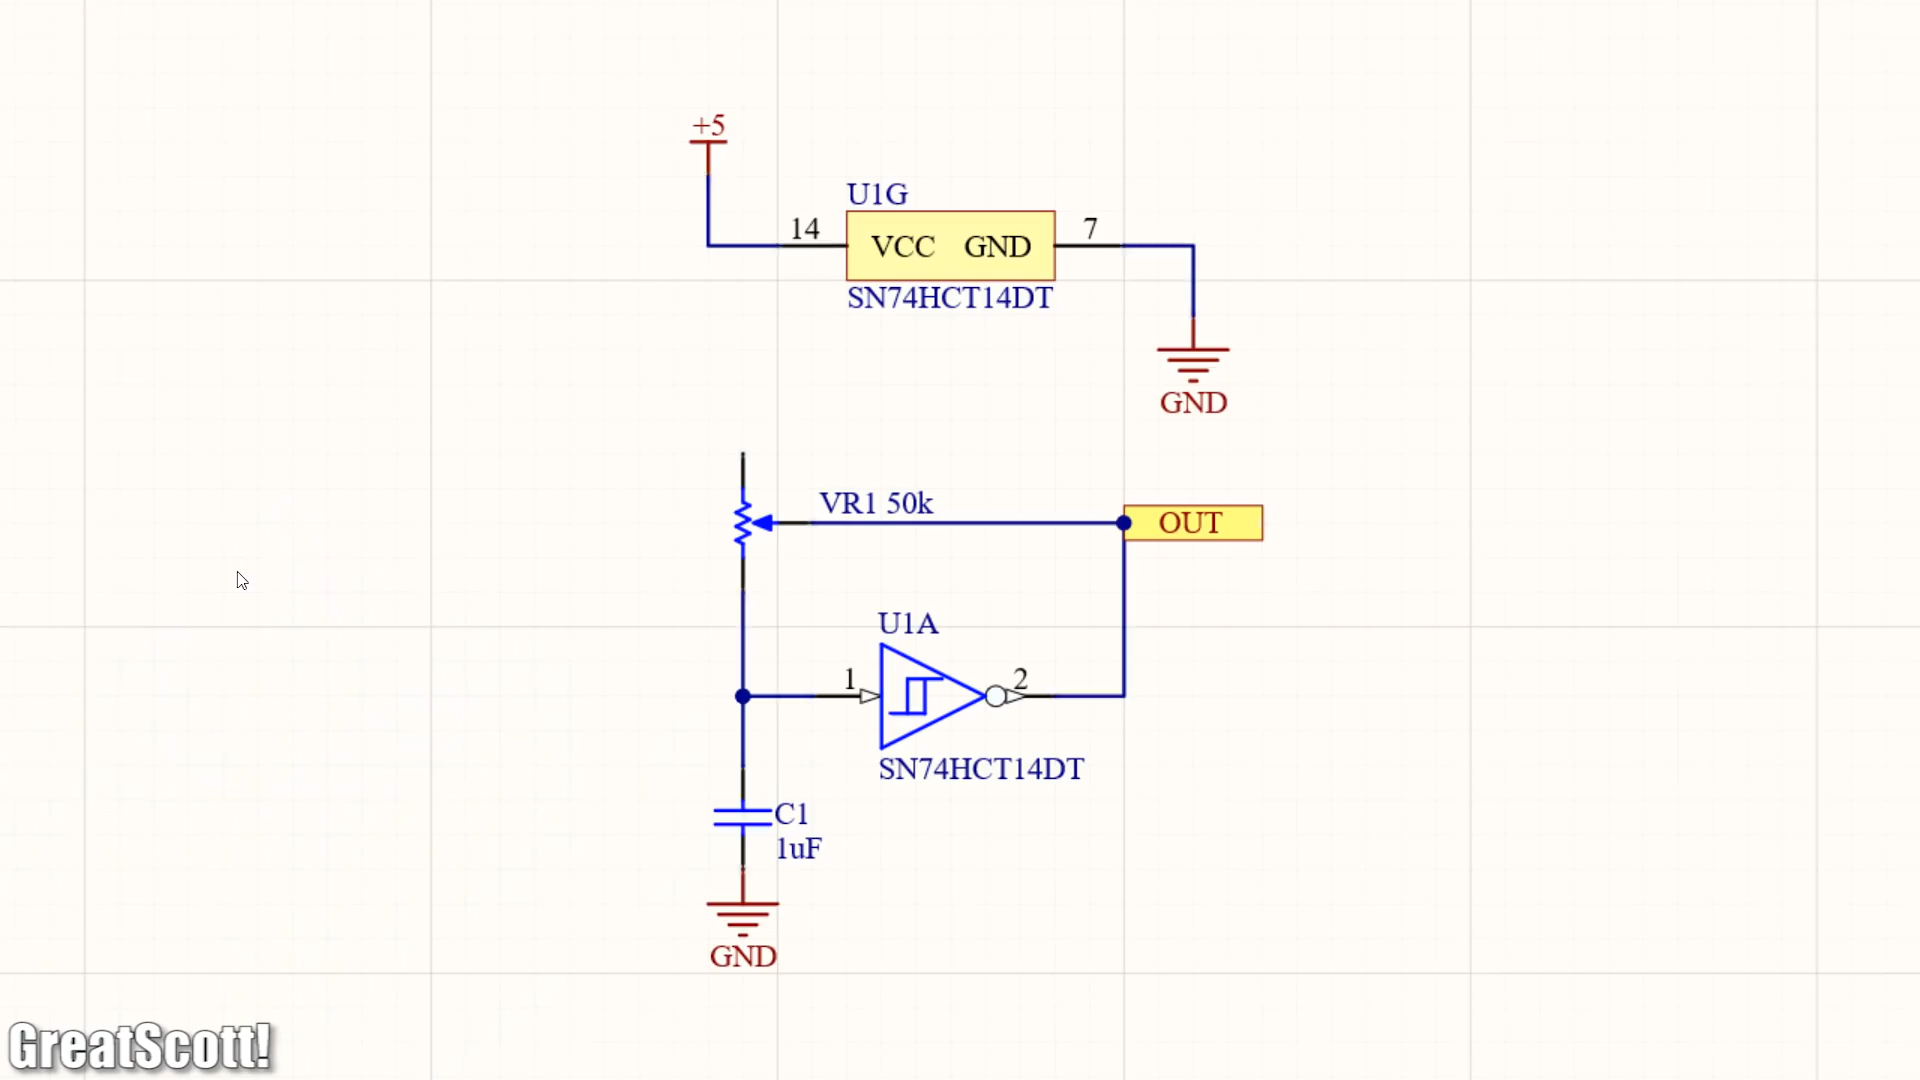 +5
U1G
14
VCC GND
7
SN74HCT14DT
GND
VR1 50k
OUT
U1A
1
2
SN74HCT14DT
C1
1uF
GND
GreatScott!